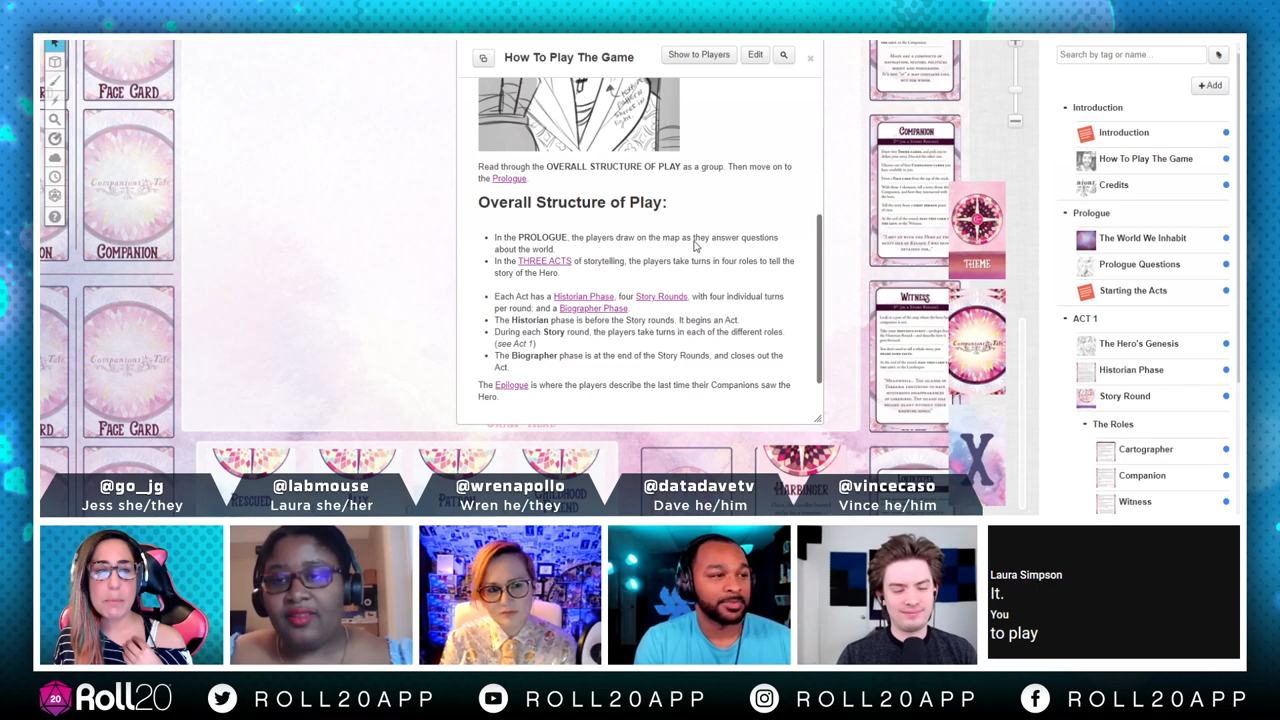 FACE CARD
Companion's Tale
COMPANION
FACE CARD
How To Play The Game
Show to Players
Edit
Read through the OVERALL STRUCTURE OF PLAY as a group. Then move on to
the Prologue.
Overall Structure of Play:
In the PROLOGUE, the players draw on the map as they answer questions
about the world.
In the THREE ACTS of storytelling, the players take turns in four roles to tell the
story of the Hero.
Each Act has a Historian Phase, four Story Rounds, with four individual turns
per round; and a Biographer Phase.
The Historian phase is before the Story rounds. It begins an Act.
During each Story round, the players take turns in each of the different roles.
(see Act 1)
The Biographer phase is at the end of the Story Rounds, and closes out the
Act.
The Epilogue is where the players describe the last time their Companions saw the
Hero.
COMPANION
WITNESS
THEME
Companion's Tale
X
HARBINGER
Search by tag or name...
+ Add
Introduction
Introduction
How To Play The Game
Credits
Prologue
The World We Inhabit
Prologue Questions
Starting the Acts
ACT 1
The Hero's Genesis
Historian Phase
Story Round
The Roles
Cartographer
Companion
Witness
@go_jg
Jess she/they
@labmouse
Laura she/her
@wrenapollo
Wren he/they
@datadavetv
Dave he/him
@vincecaso
Vince he/him
Laura Simpson
It.
You
to play
20
Roll20
ROLL20APP
ROLL20APP
ROLL20APP
ROLL20APP